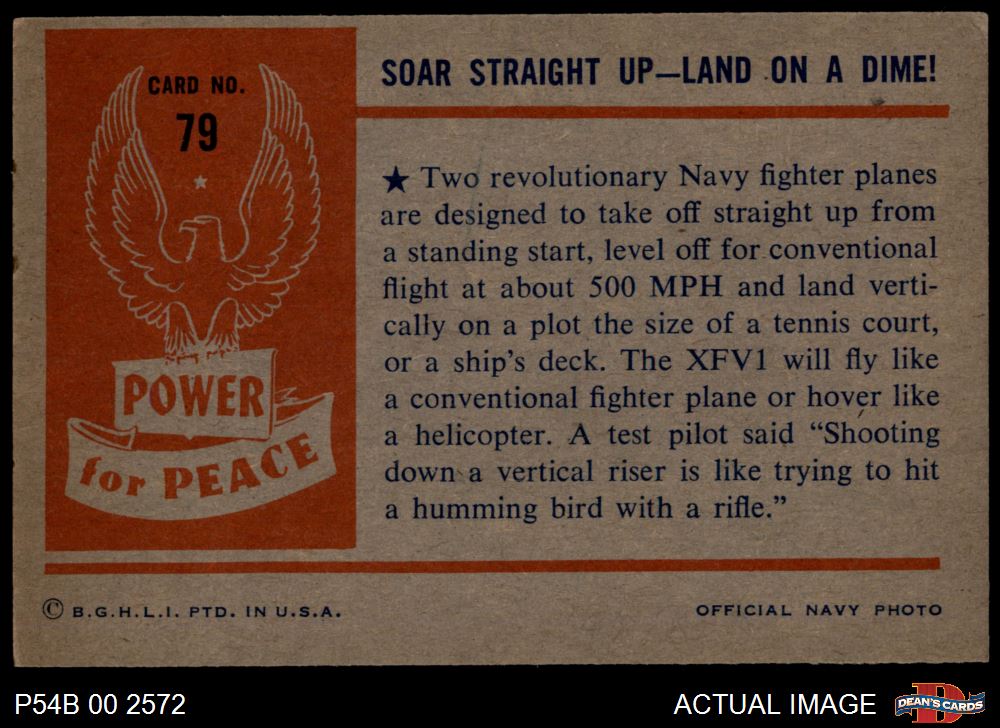 CARD NO.
79
POWER
for PEACE
SOAR STRAIGHT UP—LAND ON A DIME!
★ Two revolutionary Navy fighter planes
are designed to take off straight up from
a standing start, level off for conventional
flight at about 500 MPH and land verti-
cally on a plot the size of a tennis court,
or a ship's deck. The XFV1 will fly like
a conventional fighter plane or hover like
a helicopter. A test pilot said “Shooting
down a vertical riser is like trying to hit
a humming bird with a rifle.”
© B.G.H.L.I. PTD. IN U.S.A.
OFFICIAL NAVY PHOTO
P54B 00 2572
ACTUAL IMAGE
D
DEAN'S CARDS